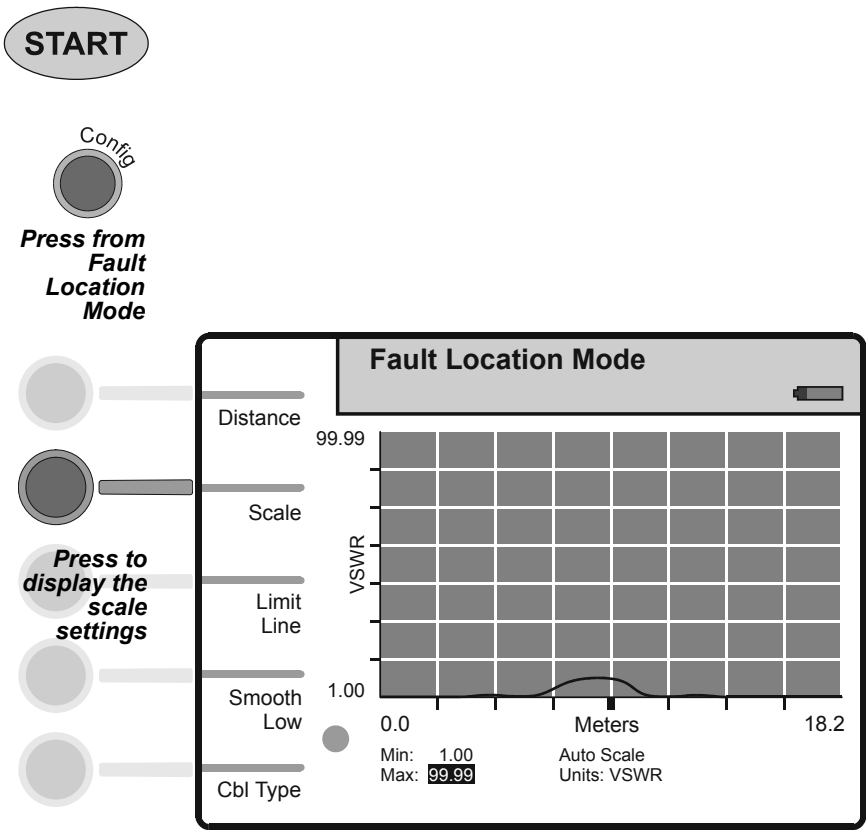 START
Config
Press from
Fault
Location
Mode
Fault Location Mode
Distance
99.99
Scale
Press to
display the
scale
settings
VSWR
Limit
Line
1.00
Smooth
Low
0.0 Meters 18.2
Min: 1.00 Auto Scale
Max: 99.99 Units: VSWR
Cbl Type